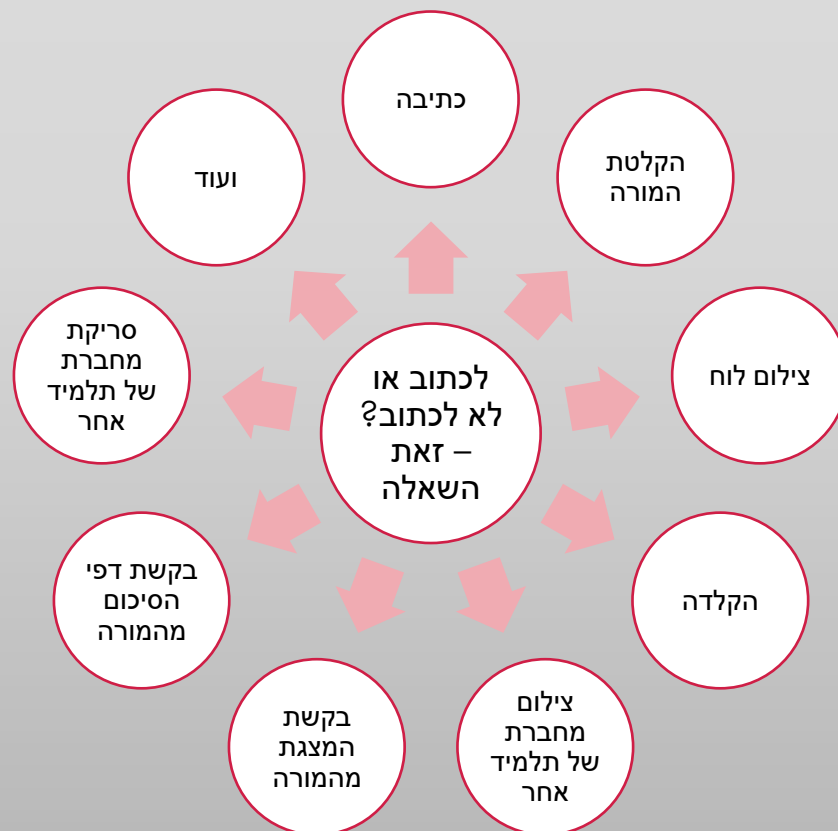 כתיבה
הקלטת
המורה
צילום לוח
הקלדה
צילום
מחברת
של תלמיד
אחר
בקשת
המצגת
מהמורה
בקשת דפי
הסיכום
מהמורה
סריקת
מחברת
של תלמיד
אחר
ועוד
לכתוב או
לא לכתוב?
– זאת
השאלה